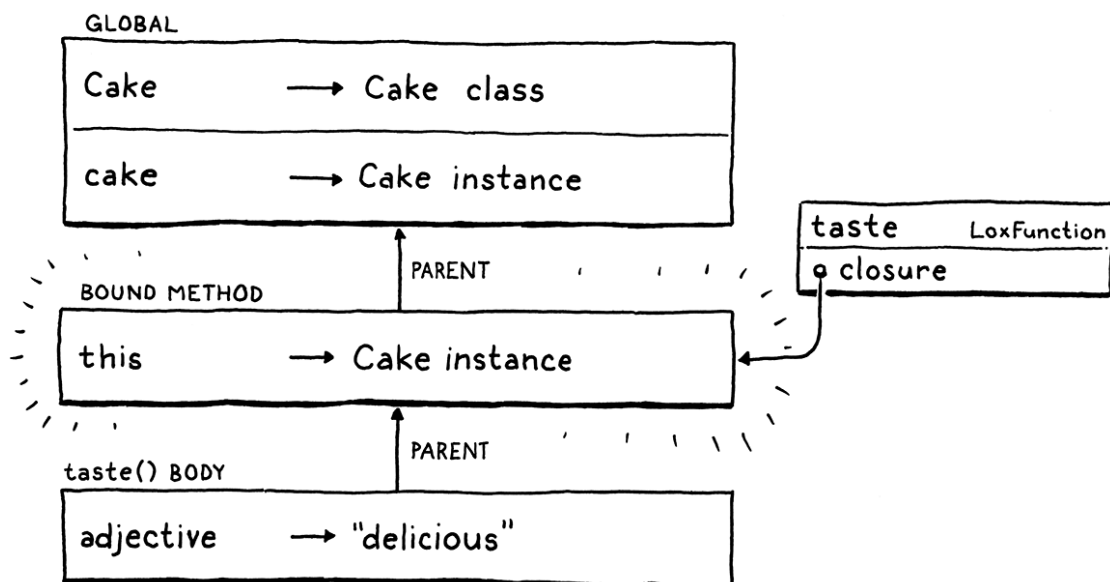 GLOBAL
Cake → Cake class
cake → Cake instance
taste LoxFunction
closure
PARENT
BOUND METHOD
this → Cake instance
PARENT
taste() BODY
adjective → "delicious"